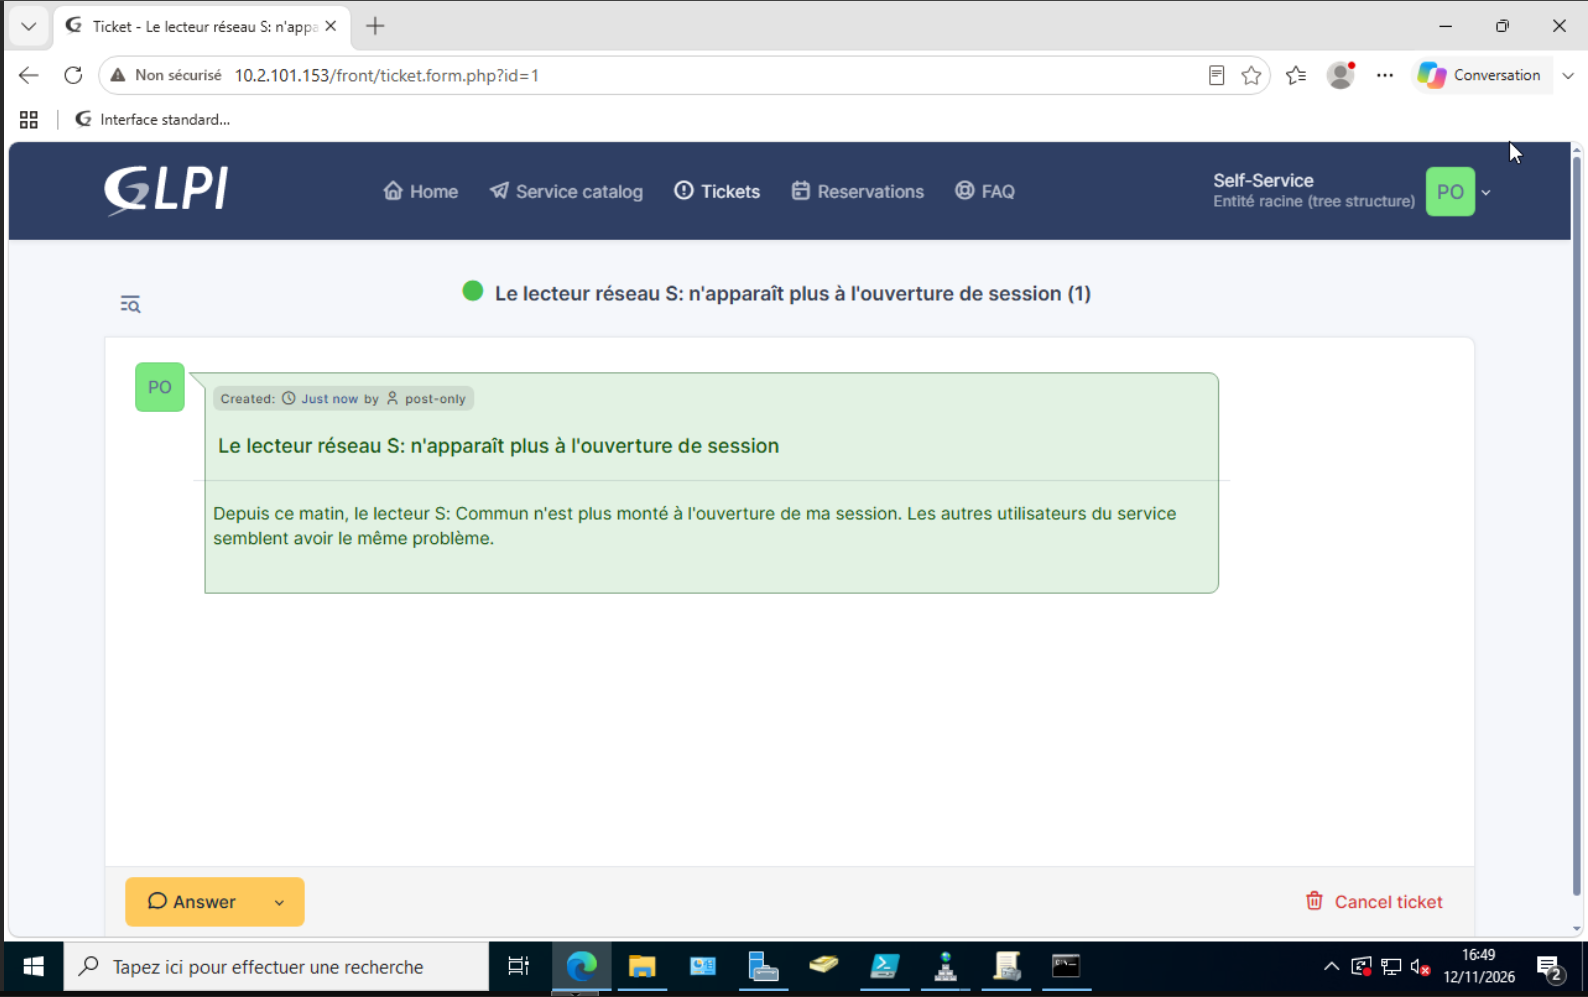 Ticket - Le lecteur réseau S: n'appa
Non sécurisé 10.2.101.153/front/ticket.form.php?id=1
Conversation
Interface standard...
GLPI
Home
Service catalog
Tickets
Reservations
FAQ
Self-Service
Entité racine (tree structure)
PO
Le lecteur réseau S: n'apparaît plus à l'ouverture de session (1)
PO
Created: Just now by post-only
Le lecteur réseau S: n'apparaît plus à l'ouverture de session
Depuis ce matin, le lecteur S: Commun n'est plus monté à l'ouverture de ma session. Les autres utilisateurs du service
semblent avoir le même problème.
Answer
Cancel ticket
Tapez ici pour effectuer une recherche
16:49
12/11/2026
2